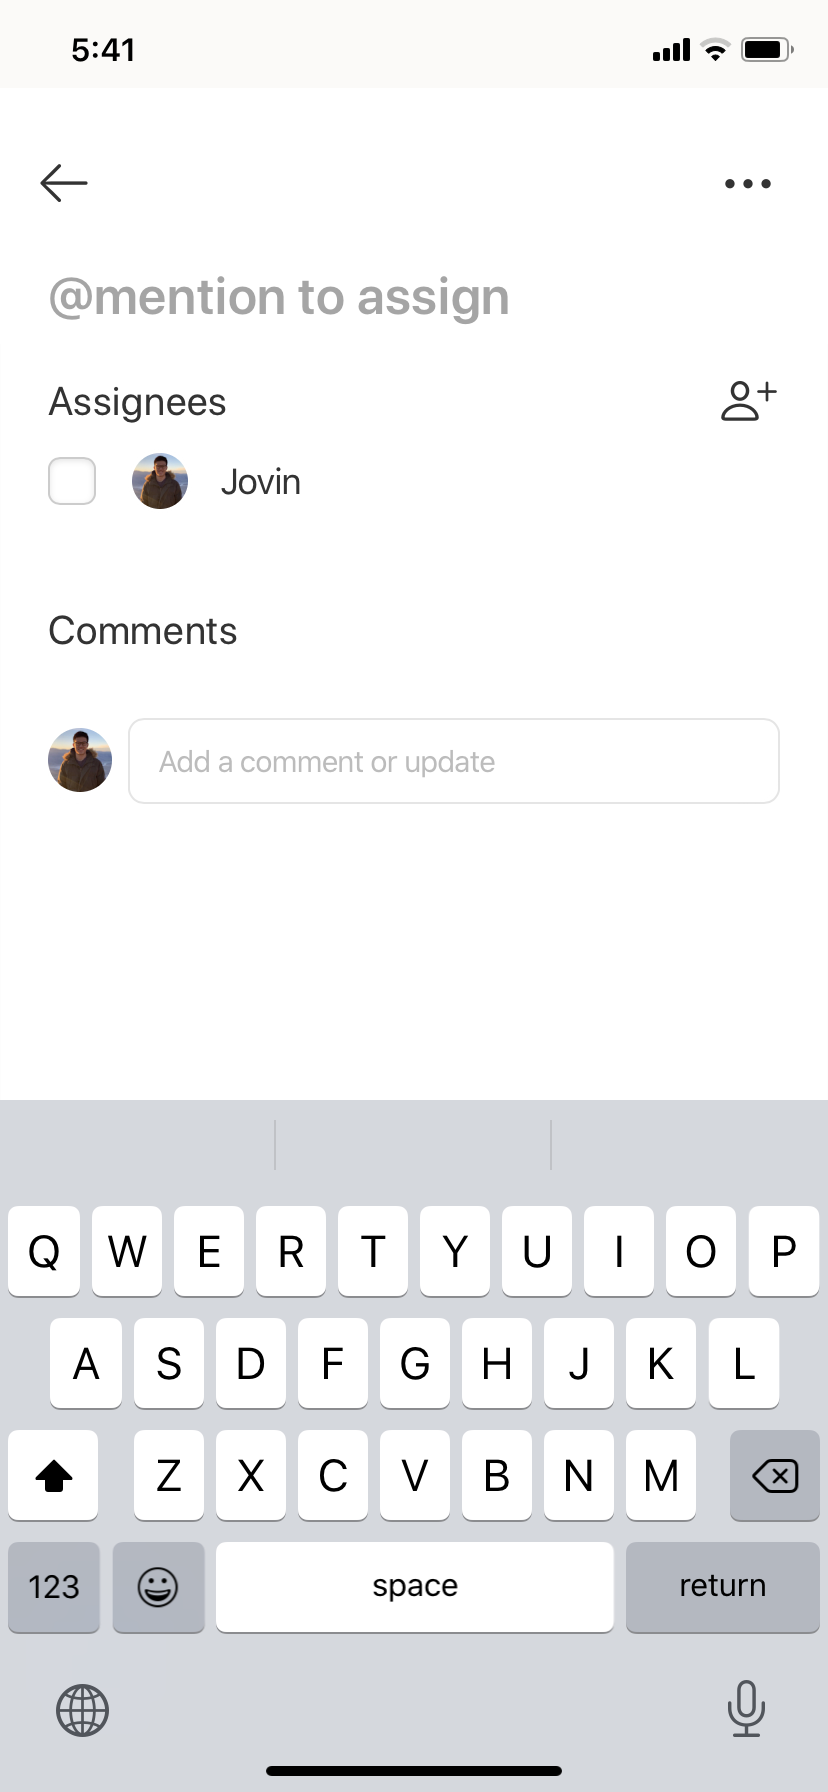 5:41
@mention to assign
Assignees
Jovin
Comments
Add a comment or update
Q W E R T Y U I O P
A S D F G H J K L
Z X C V B N M
123 space return